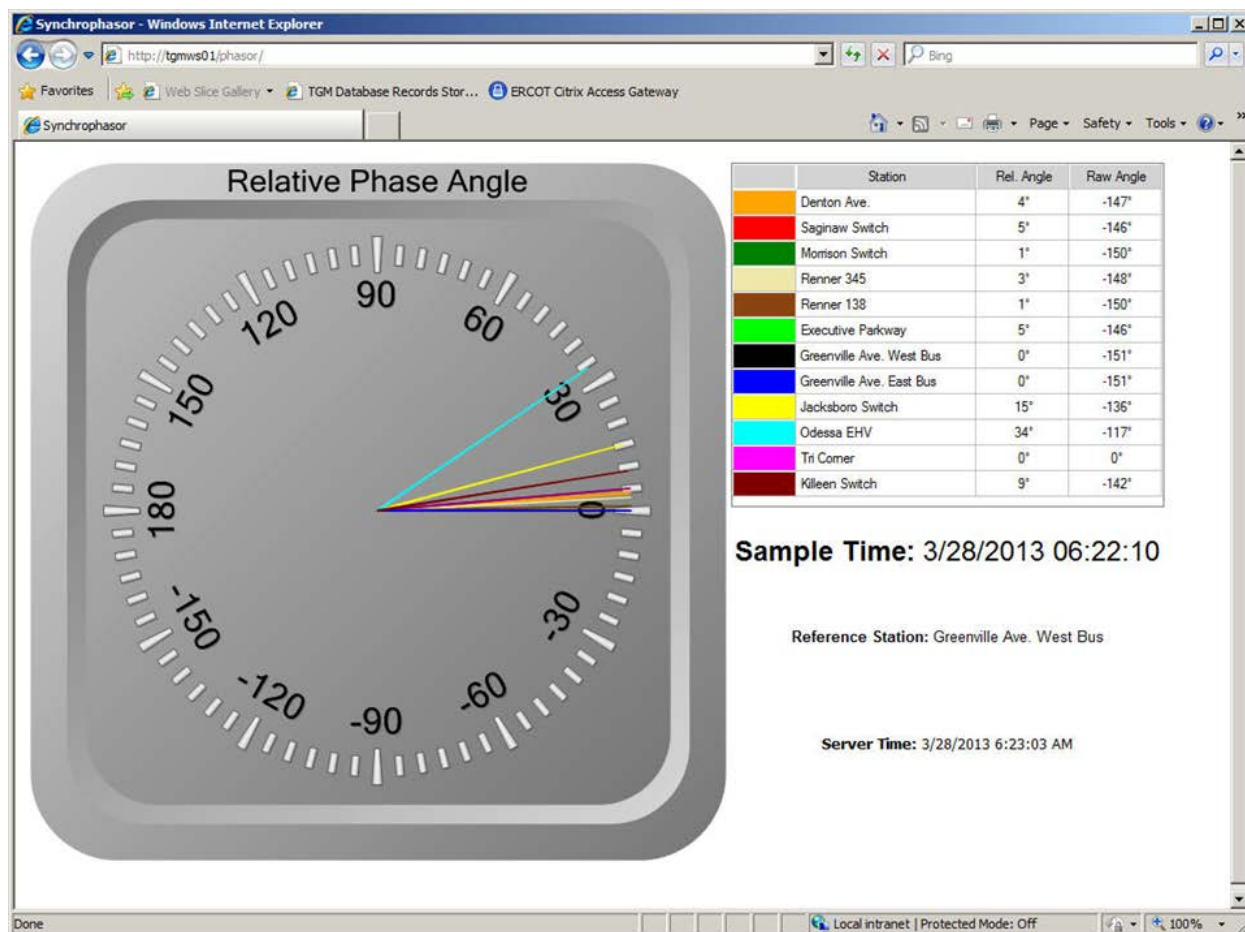 Synchrophasor - Windows Internet Explorer
http://tgmws01/phasor/
Bing
Favorites Web Slice Gallery TGM Database Records Stor... ERCOT Citrix Access Gateway
Synchrophasor
Page Safety Tools
Relative Phase Angle
90
60
30
0
-30
-60
-90
-120
-150
180
150
120
Station Rel. Angle Raw Angle
Denton Ave. 4° -147°
Saginaw Switch 5° -146°
Morrison Switch 1° -150°
Renner 345 3° -148°
Renner 138 1° -150°
Executive Parkway 5° -146°
Greenville Ave. West Bus 0° -151°
Greenville Ave. East Bus 0° -151°
Jacksboro Switch 15° -136°
Odessa EHV 34° -117°
Tri Corner 0° 0°
Killeen Switch 9° -142°
Sample Time: 3/28/2013 06:22:10
Reference Station: Greenville Ave. West Bus
Server Time: 3/28/2013 6:23:03 AM
Done
Local intranet | Protected Mode: Off
100%